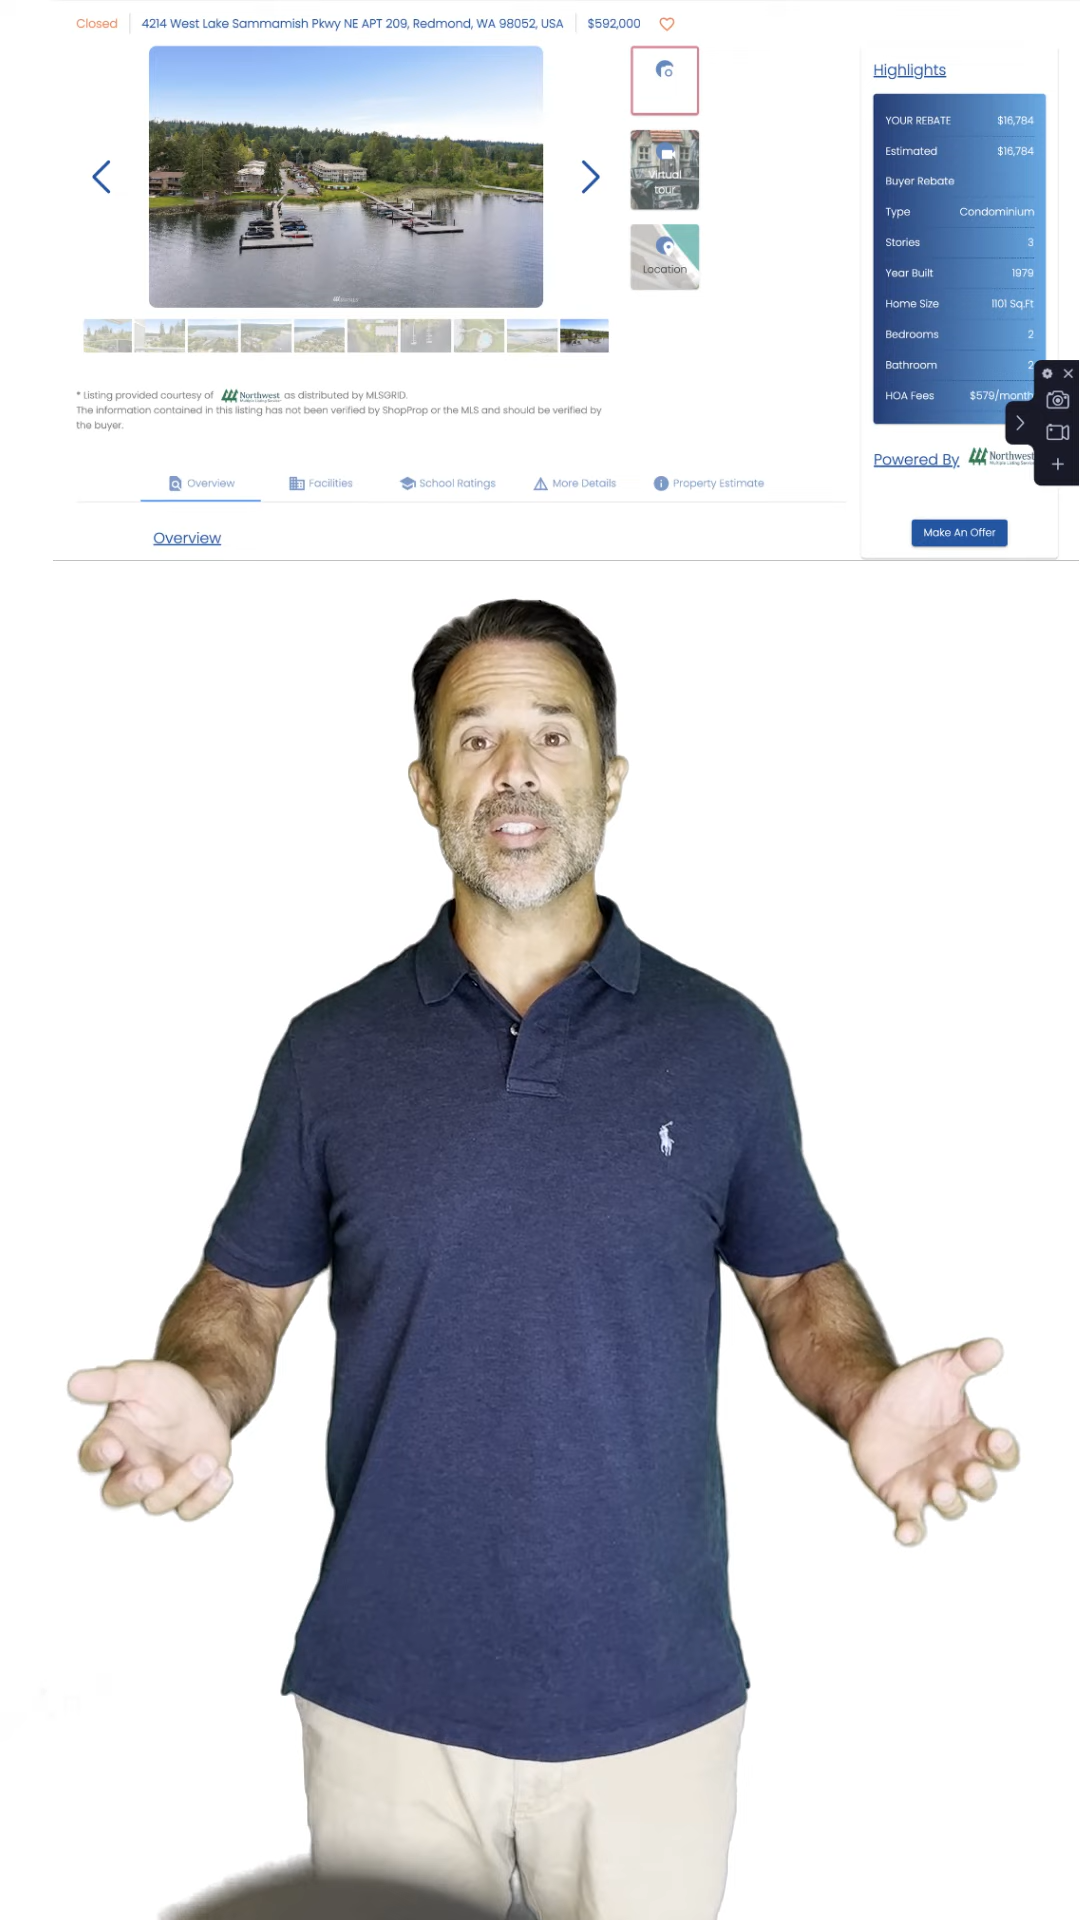 Closed
4214 West Lake Sammamish Pkwy NE APT 209, Redmond, WA 98052, USA
$592,000
Virtual
tour
Location
* Listing provided courtesy of Northwest as distributed by MLSGRID.
The information contained in this listing has not been verified by ShopProp or the MLS and should be verified by
the buyer.
Overview
Facilities
School Ratings
More Details
Property Estimate
Overview
Highlights
YOUR REBATE $16,784
Estimated $16,784
Buyer Rebate
Type Condominium
Stories 3
Year Built 1979
Home Size 1101 Sq.Ft
Bedrooms 2
Bathroom 2
HOA Fees $579/month
Powered By Northwest
Make An Offer